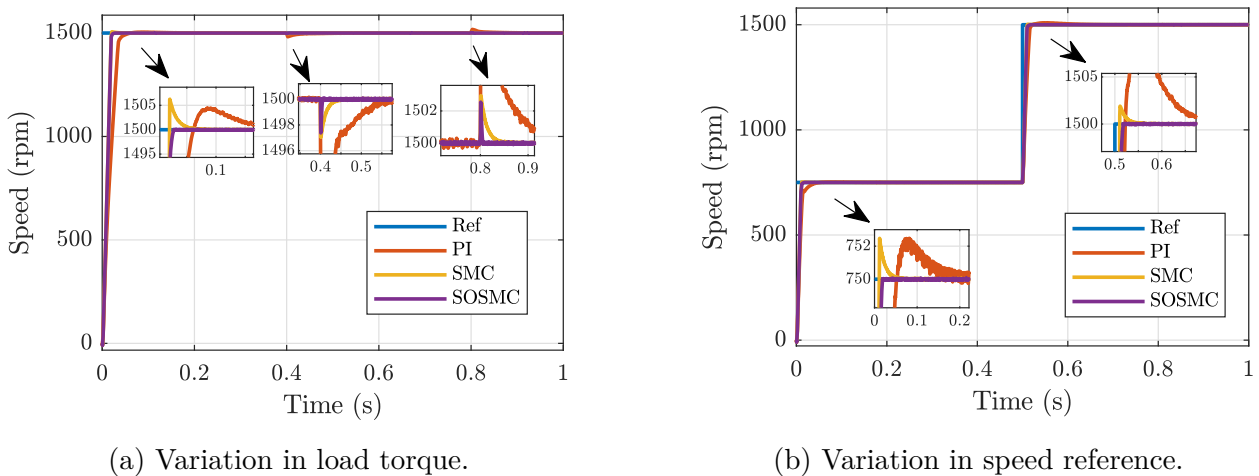 1500
1000
500
0
Speed (rpm)
1505
1500
1495
0.1
1500
1498
1496
0.4 0.5
1502
1500
0.8 0.9
Ref
PI
SMC
SOSMC
0 0.2 0.4 0.6 0.8 1
Time (s)
(a) Variation in load torque.
1500
1000
500
0
Speed (rpm)
1505
1500
0.5 0.6
752
750
0 0.1 0.2
Ref
PI
SMC
SOSMC
0 0.2 0.4 0.6 0.8 1
Time (s)
(b) Variation in speed reference.